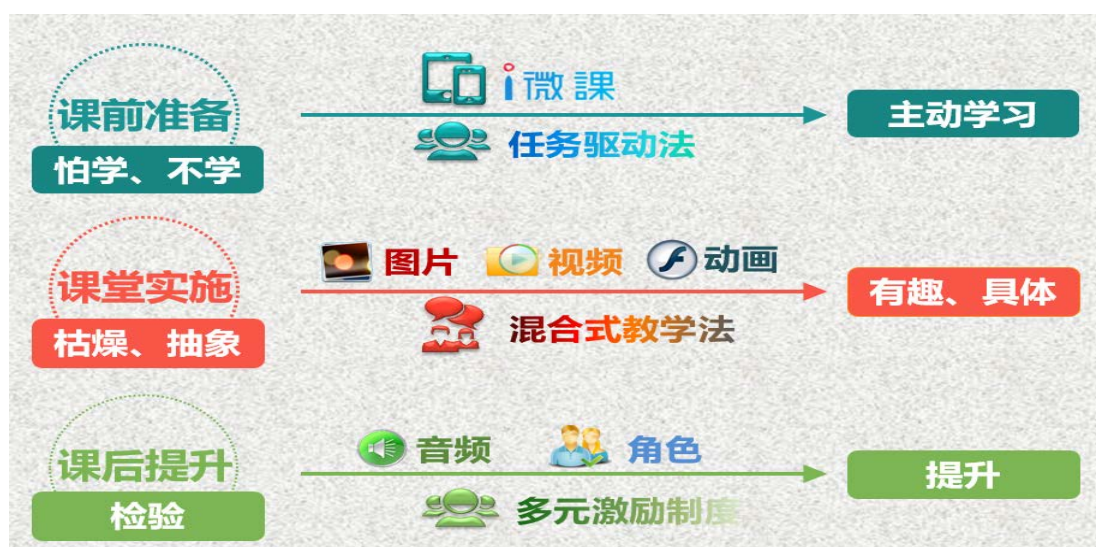 i微課
课前准备
主动学习
任务驱动法
怕学、不学
图片 视频 动画
课堂实施
有趣、具体
混合式教学法
枯燥、抽象
音频 角色
课后提升
提升
多元激励制度
检验